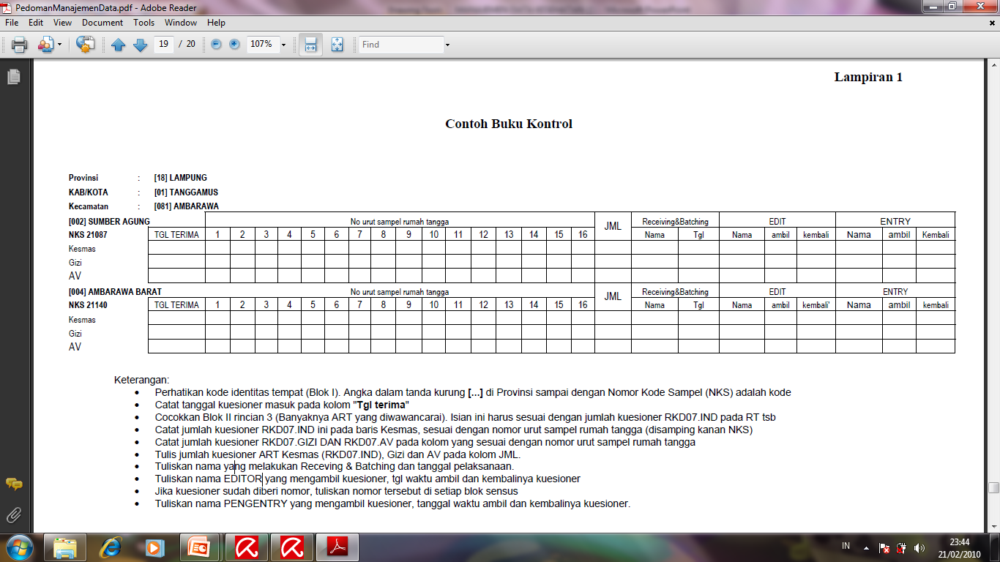 PedomanManajemenData.pdf - Adobe Reader
File Edit View Document Tools Window Help
19 / 20 107% Find
Lampiran 1
Contoh Buku Kontrol
Provinsi : [18] LAMPUNG
KAB/KOTA : [01] TANGGAMUS
Kecamatan : [081] AMBARAWA
[002] SUMBER AGUNG No urut sampel rumah tangga JML Receiving&Batching EDIT ENTRY
NKS 21087 TGL TERIMA 1 2 3 4 5 6 7 8 9 10 11 12 13 14 15 16 Nama Tgl Nama ambil kembali Nama ambil Kembali
Kesmas
Gizi
AV
[004] AMBARAWA BARAT No urut sampel rumah tangga JML Receiving&Batching EDIT ENTRY
NKS 21140 TGL TERIMA 1 2 3 4 5 6 7 8 9 10 11 12 13 14 15 16 Nama Tgl Nama ambil kembali' Nama ambil kembali
Kesmas
Gizi
AV
Keterangan:
• Perhatikan kode identitas tempat (Blok I). Angka dalam tanda kurung [...] di Provinsi sampai dengan Nomor Kode Sampel (NKS) adalah kode
• Catat tanggal kuesioner masuk pada kolom "Tgl terima"
• Cocokkan Blok II rincian 3 (Banyaknya ART yang diwawancarai). Isian ini harus sesuai dengan jumlah kuesioner RKD07.IND pada RT tsb
• Catat jumlah kuesioner RKD07.IND ini pada baris Kesmas, sesuai dengan nomor urut sampel rumah tangga (disamping kanan NKS)
• Catat jumlah kuesioner RKD07.GIZI DAN RKD07.AV pada kolom yang sesuai dengan nomor urut sampel rumah tangga
• Tulis jumlah kuesioner ART Kesmas (RKD07.IND), Gizi dan AV pada kolom JML.
• Tuliskan nama yang melakukan Receving & Batching dan tanggal pelaksanaan.
• Tuliskan nama EDITOR yang mengambil kuesioner, tgl waktu ambil dan kembalinya kuesioner
• Jika kuesioner sudah diberi nomor, tuliskan nomor tersebut di setiap blok sensus
• Tuliskan nama PENGENTRY yang mengambil kuesioner, tanggal waktu ambil dan kembalinya kuesioner.
IN 23:44
21/02/2010